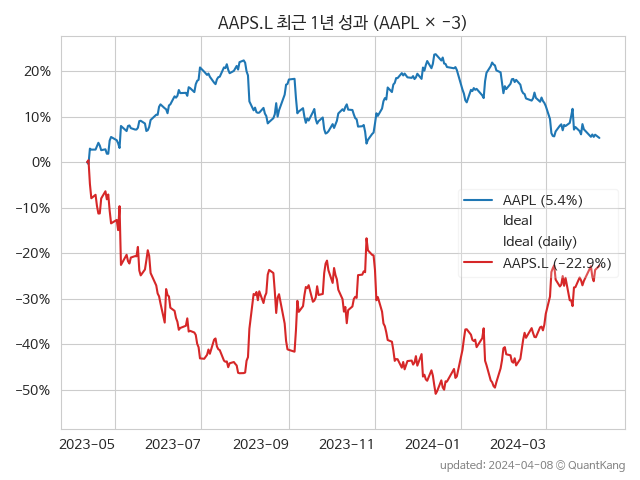 AAPS.L 최근 1년 성과 (AAPL × −3)
20%
10%
0%
−10%
−20%
−30%
−40%
−50%
AAPL (5.4%)
Ideal
Ideal (daily)
AAPS.L (−22.9%)
2023-05
2023-07
2023-09
2023-11
2024-01
2024-03
updated: 2024-04-08 © QuantKang